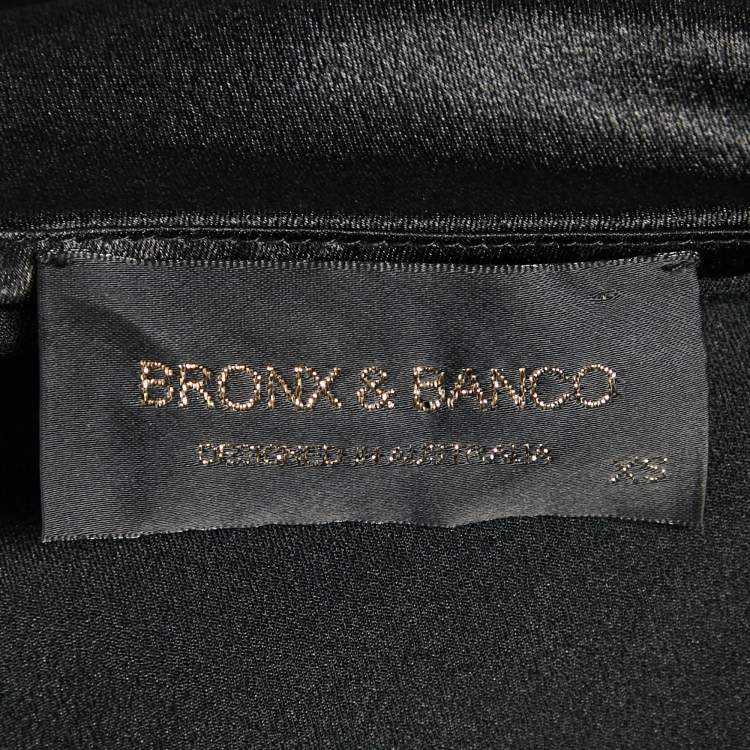 BRONX & BANCO
DESIGNED IN AUSTRALIA
XS